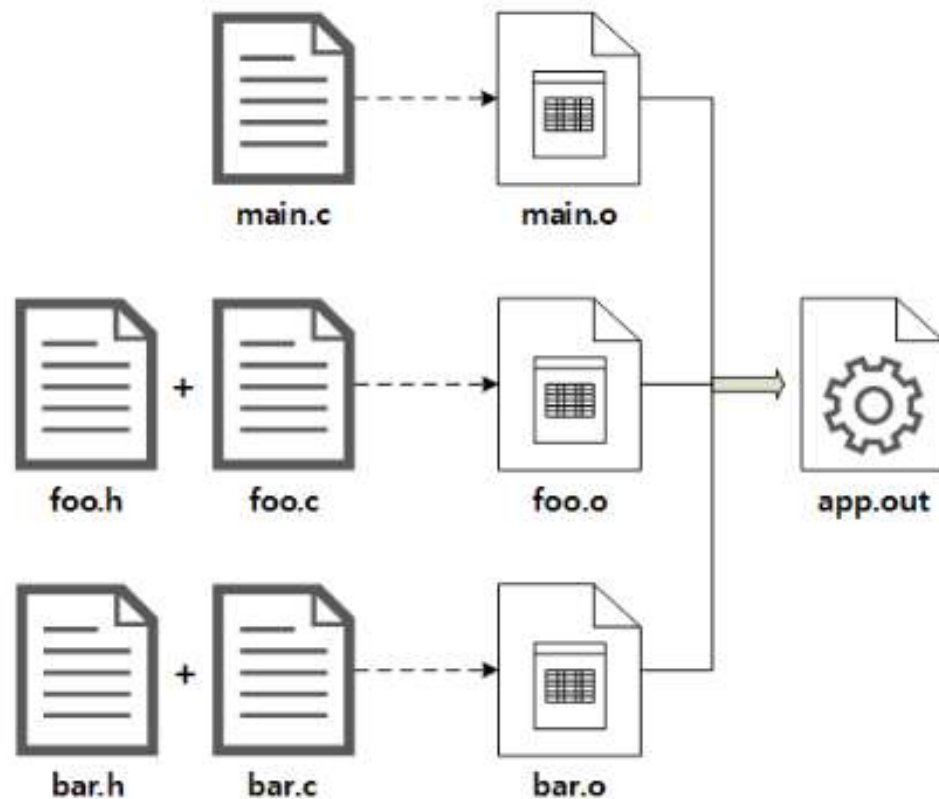 main.c main.o
+
foo.h foo.c foo.o app.out
+
bar.h bar.c bar.o